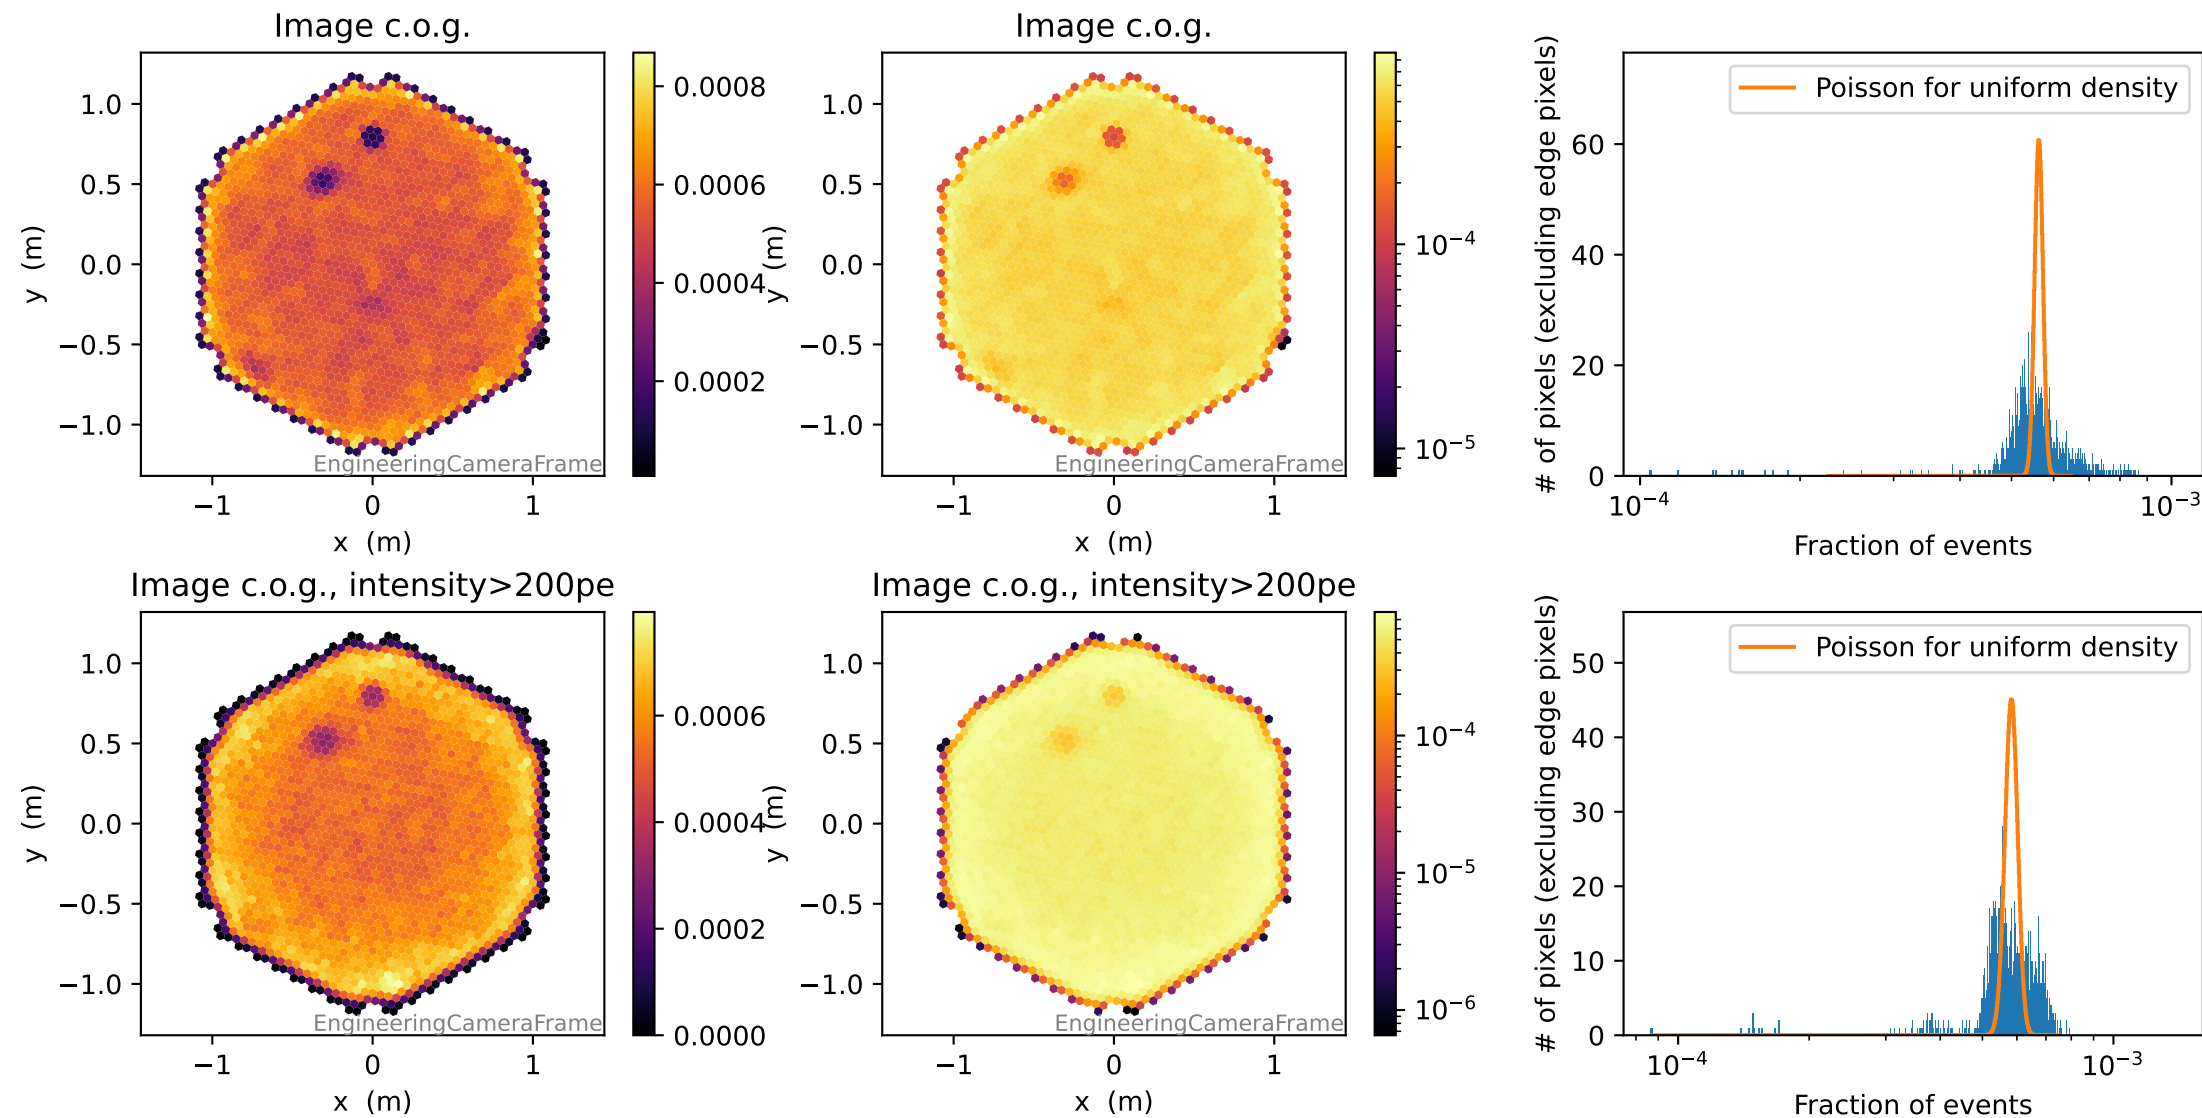 Image c.o.g.
1.0
0.5
0.0
−0.5
−1.0
y (m)
−1
0
1
x (m)
EngineeringCameraFrame
0.0008
0.0006
0.0004
0.0002
Image c.o.g.
1.0
0.5
0.0
−0.5
−1.0
y (m)
−1
0
1
x (m)
EngineeringCameraFrame
10⁻⁴
10⁻⁵
Poisson for uniform density
# of pixels (excluding edge pixels)
60
40
20
0
10⁻⁴
10⁻³
Fraction of events
Image c.o.g., intensity>200pe
1.0
0.5
0.0
−0.5
−1.0
y (m)
−1
0
1
x (m)
EngineeringCameraFrame
0.0006
0.0004
0.0002
0.0000
Image c.o.g., intensity>200pe
1.0
0.5
0.0
−0.5
−1.0
y (m)
−1
0
1
x (m)
EngineeringCameraFrame
10⁻⁴
10⁻⁵
10⁻⁶
Poisson for uniform density
# of pixels (excluding edge pixels)
50
40
30
20
10
0
10⁻⁴
10⁻³
Fraction of events